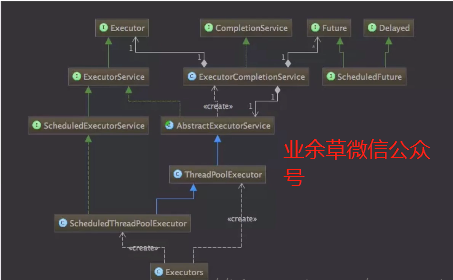 Executor
CompletionService
Future
Delayed
1
1
1
*
ExecutorService
ExecutorCompletionService
ScheduledFuture
«create»
1
1
ScheduledExecutorService
AbstractExecutorService
业余草微信公众
号
ThreadPoolExecutor
ScheduledThreadPoolExecutor
«create»
«create»
Executors